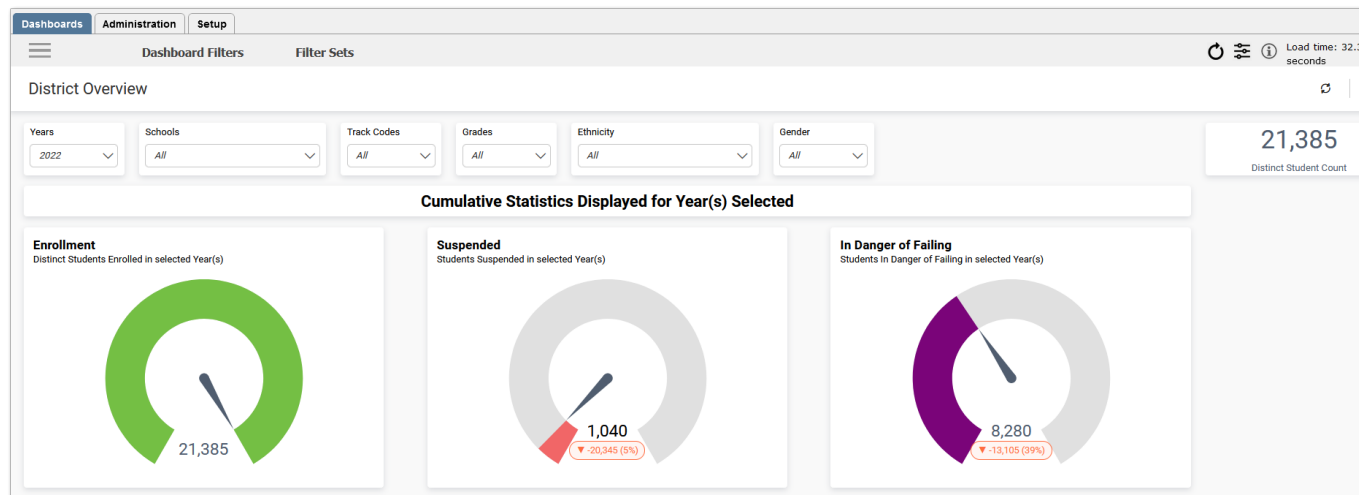 Dashboards Administration Setup
Dashboard Filters Filter Sets
Load time: 32.
seconds
District Overview
Years Schools Track Codes Grades Ethnicity Gender
2022 All All All All All
21,385
Distinct Student Count
Cumulative Statistics Displayed for Year(s) Selected
Enrollment
Distinct Students Enrolled in selected Year(s)
21,385
Suspended
Students Suspended in selected Year(s)
1,040
▼ -20,345 (5%)
In Danger of Failing
Students In Danger of Failing in selected Year(s)
8,280
▼ -13,105 (39%)